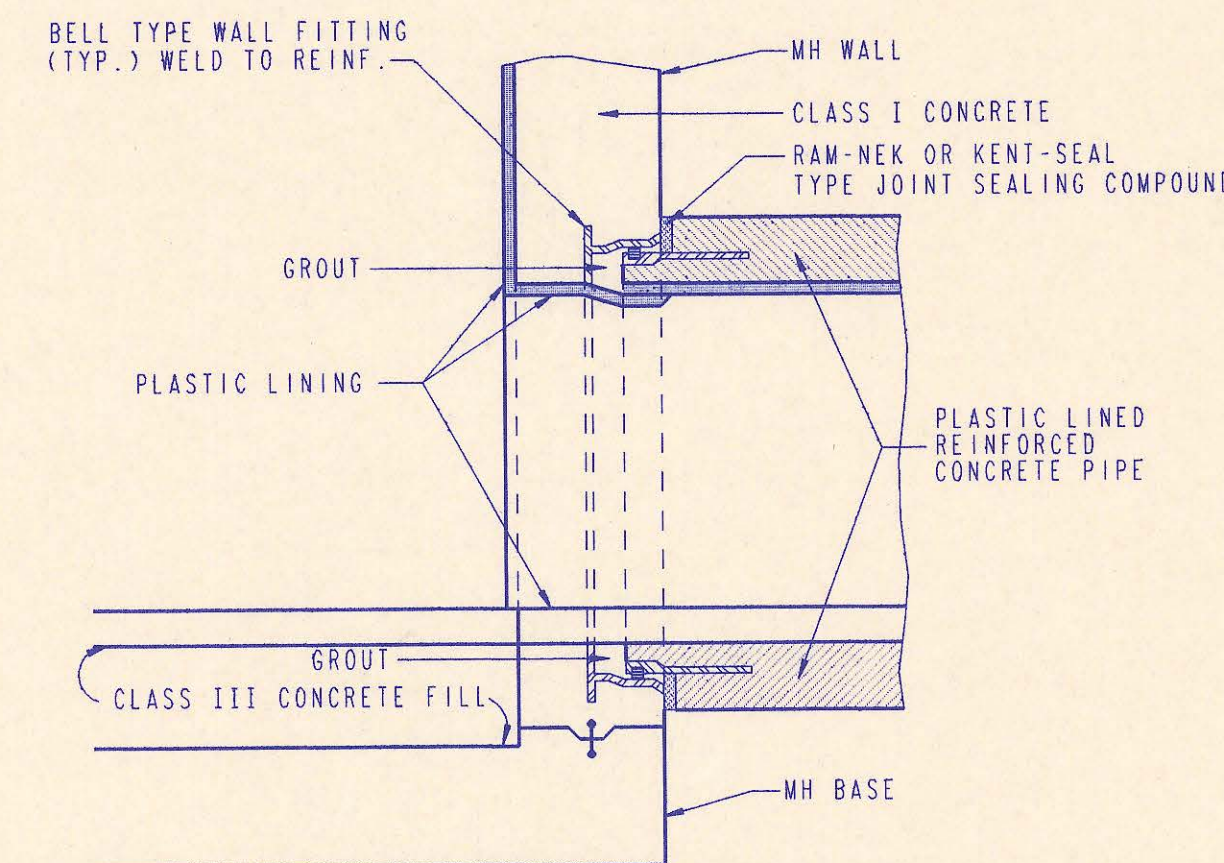 BELL TYPE WALL FITTING
(TYP.) WELD TO REINF.
MH WALL
CLASS I CONCRETE
RAM-NEK OR KENT-SEAL
TYPE JOINT SEALING COMPOUND
GROUT
PLASTIC LINING
PLASTIC LINED
REINFORCED
CONCRETE PIPE
GROUT
CLASS III CONCRETE FILL
MH BASE